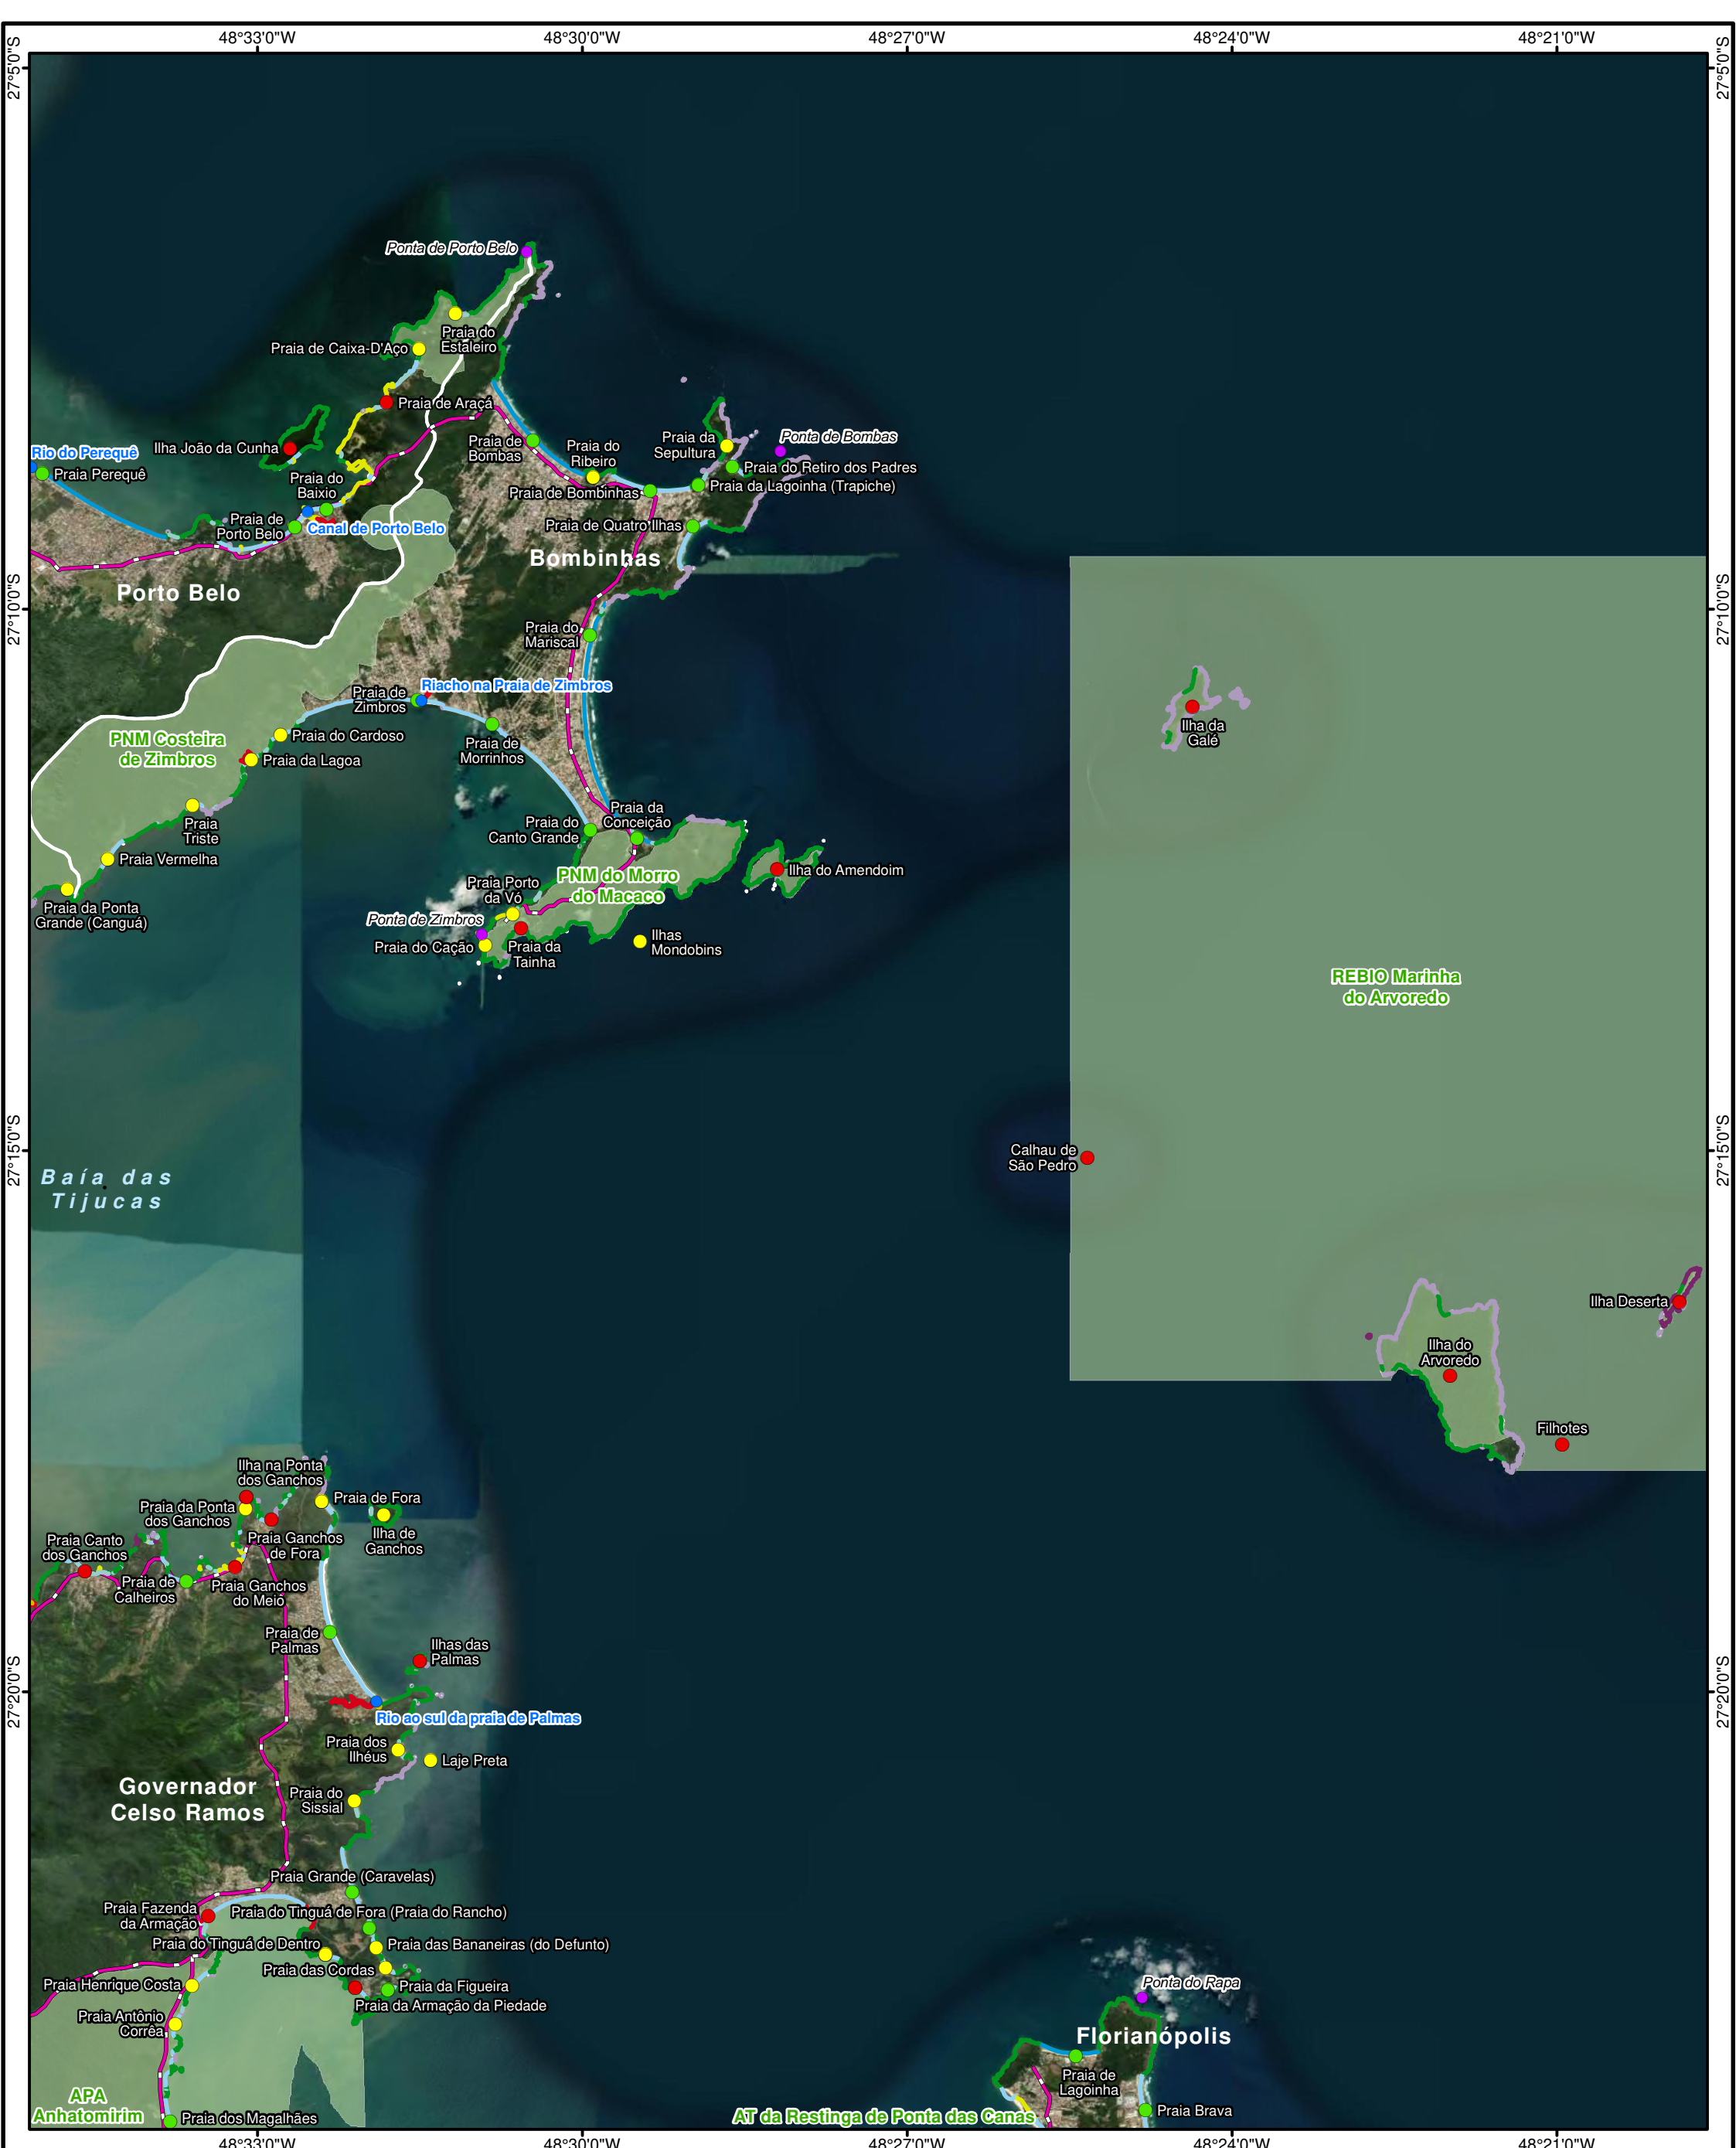 48°33'0"W
48°30'0"W
48°27'0"W
48°24'0"W
48°21'0"W
27°5'0"S
27°5'0"S
Ponta de Porto Belo
Praia do
Estaleiro
Praia de Caixa-D'Aço
Praia de Araçá
Ilha João da Cunha
Rio do Perequê
Praia Perequê
Praia do
Baixio
Praia de
Porto Belo
Canal de Porto Belo
Praia de
Bombas
Praia do
Ribeiro
Praia da
Sepultura
Ponta de Bombas
Praia do Retiro dos Padres
Praia de Bombinhas
Praia da Lagoinha (Trapiche)
Praia de Quatro Ilhas
Bombinhas
Porto Belo
27°10'0"S
27°10'0"S
Praia do
Mariscal
Praia de
Zimbros
Riacho na Praia de Zimbros
Ilha da
Galé
PNM Costeira
de Zimbros
Praia do Cardoso
Praia da Lagoa
Praia de
Morrinhos
Praia
Triste
Praia do
Canto Grande
Praia da
Conceição
Praia Vermelha
PNM do Morro
do Macaco
Ilha do Amendoim
Praia Porto
da Vó
Praia da Ponta
Grande (Canguá)
Ponta de Zimbros
Praia do Cação
Praia da
Tainha
Ilhas
Mondobins
REBIO Marinha
do Arvoredo
27°15'0"S
27°15'0"S
Calhau de
São Pedro
Baía das
Tijucas
Ilha Deserta
Ilha do
Arvoredo
Filhotes
Ilha na Ponta
dos Ganchos
Praia da Ponta
dos Ganchos
Praia de Fora
Ilha de
Ganchos
Praia Canto
dos Ganchos
Praia Ganchos
de Fora
Praia de
Calheiros
Praia Ganchos
do Meio
Praia de
Palmas
Ilhas das
Palmas
27°20'0"S
27°20'0"S
Rio ao sul da praia de Palmas
Praia dos
Ilhéus
Laje Preta
Governador
Celso Ramos
Praia do
Sissial
Praia Grande (Caravelas)
Praia Fazenda
da Armação
Praia do Tinguá de Fora (Praia do Rancho)
Praia do Tinguá de Dentro
Praia das Bananeiras (do Defunto)
Praia das Cordas
Praia Henrique Costa
Praia da Figueira
Praia da Armação da Piedade
Praia Antônio
Corrêa
Ponta do Rapa
Florianópolis
Praia de
Lagoinha
APA
Anhatomirim
Praia dos Magalhães
AT da Restinga de Ponta das Canas
Praia Brava
48°33'0"W
48°30'0"W
48°27'0"W
48°24'0"W
48°21'0"W